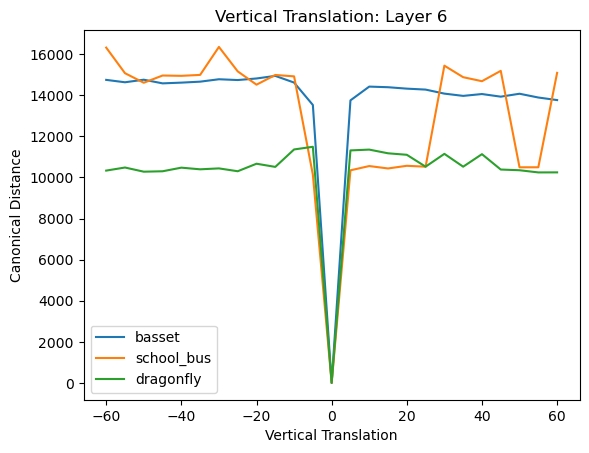 Vertical Translation: Layer 6
Canonical Distance
16000
14000
12000
10000
8000
6000
4000
2000
0
basset
school_bus
dragonfly
−60
−40
−20
0
20
40
60
Vertical Translation